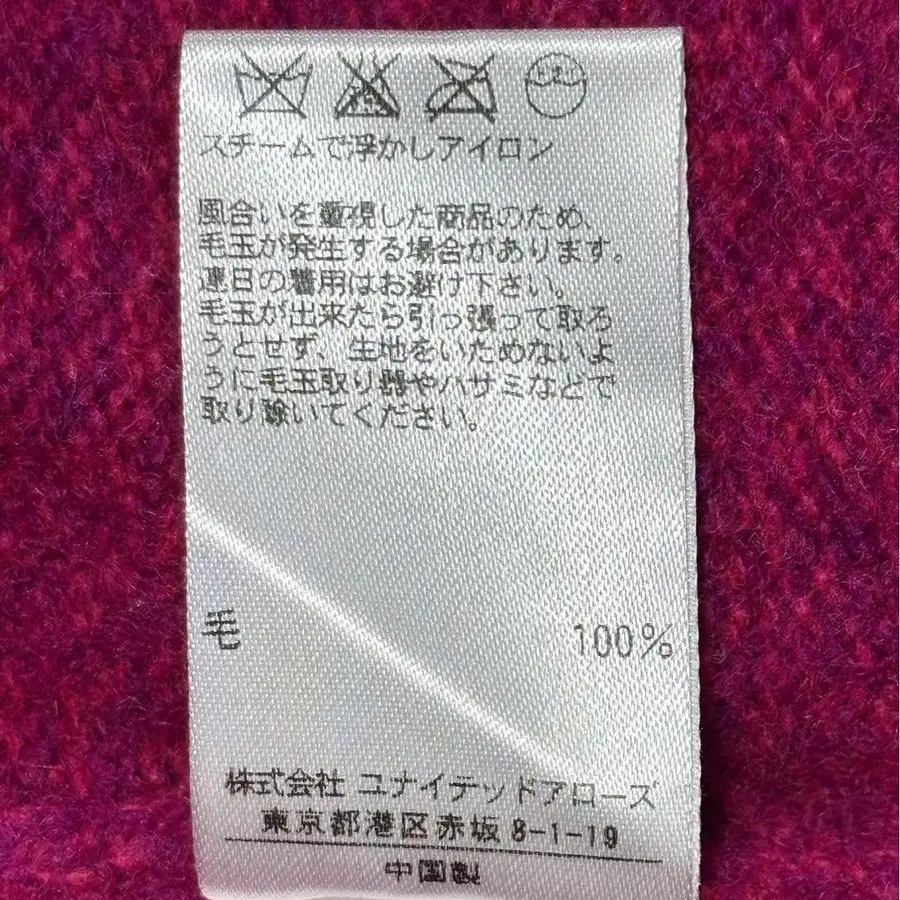 スチームで浮かしアイロン
風合いを重視した商品のため、
毛玉が発生する場合があります。
連日の着用はお避け下さい。
毛玉が出来たら引っ張って取ろ
うとせず、生地をいためないよ
うに毛玉取り器やハサミなどで
取り除いてください。
毛 100%
株式会社 ユナイテッドアローズ
東京都港区赤坂8-1-19
中国製